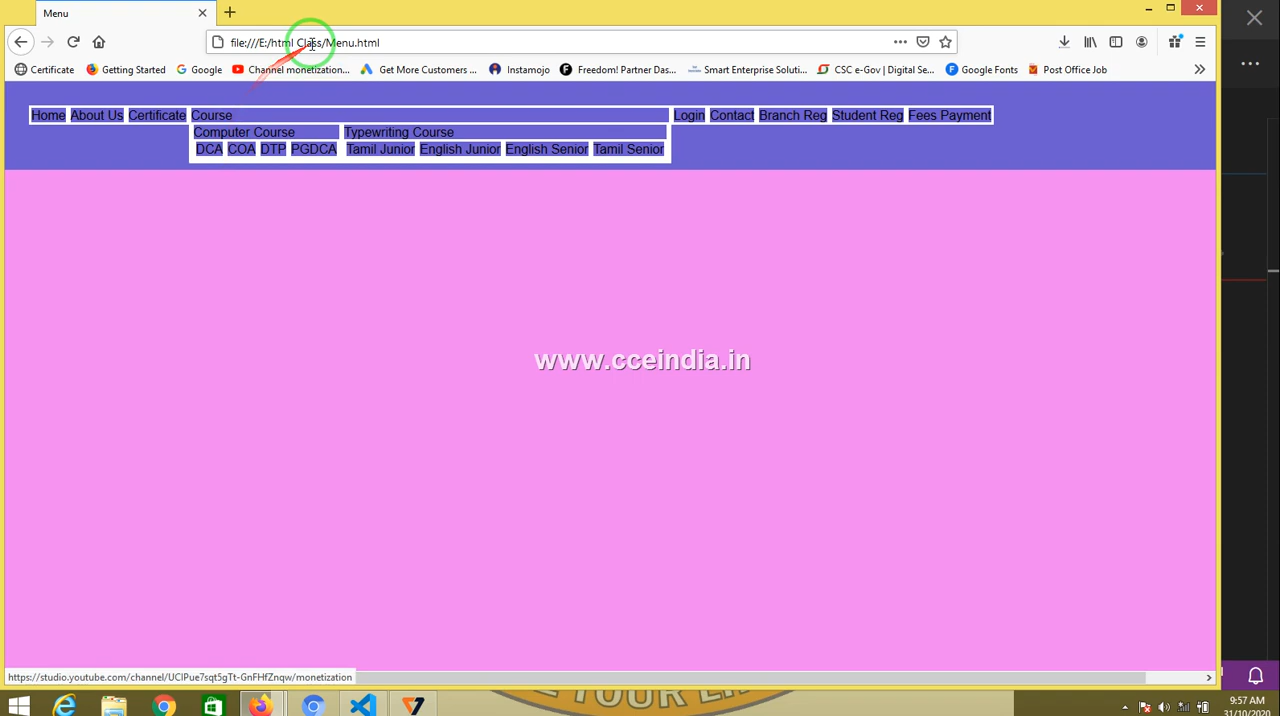 Menu
file:///E:/html Class/Menu.html
Certificate Getting Started Google Channel monetization... Get More Customers ... Instamojo Freedom! Partner Das... Smart Enterprise Soluti... CSC e-Gov | Digital Se... Google Fonts Post Office Job
Home About Us Certificate Course Login Contact Branch Reg Student Reg Fees Payment
Computer Course Typewriting Course
DCA COA DTP PGDCA Tamil Junior English Junior English Senior Tamil Senior
www.cceindia.in
https://studio.youtube.com/channel/UCIPue7sqt5gTt-GnFHfZnqw/monetization
9:57 AM
31/10/2020